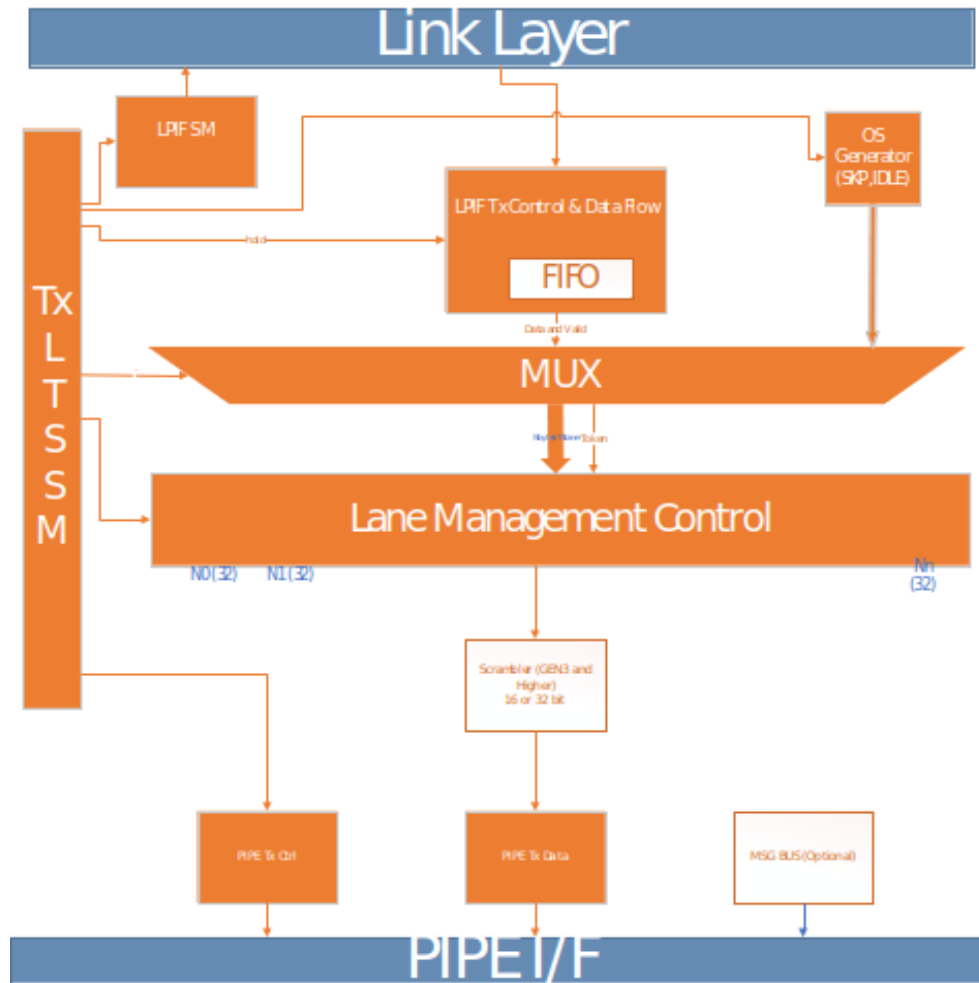 Link Layer
LPIF SM
OS
Generator
(SKP,IDLE)
LPIF Tx Control & Data Flow
hold
FIFO
Tx
L
T
S
S
M
Data and Valid
MUX
Token
Lane Management Control
N0 (32)
N1 (32)
Nn
(32)
Scrambler (GEN3 and
Higher)
16 or 32 bit
PIPE Tx Ctrl
PIPE Tx Data
MSG BUS (Optional)
PIPE I/F